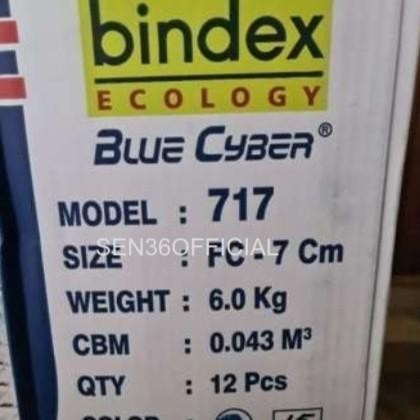 bindex
ECOLOGY
BLUE CYBER®
MODEL : 717
SEN36OFFICIAL
SIZE : FC - 7 Cm
WEIGHT : 6.0 Kg
CBM : 0.043 M³
QTY : 12 Pcs
COLOR